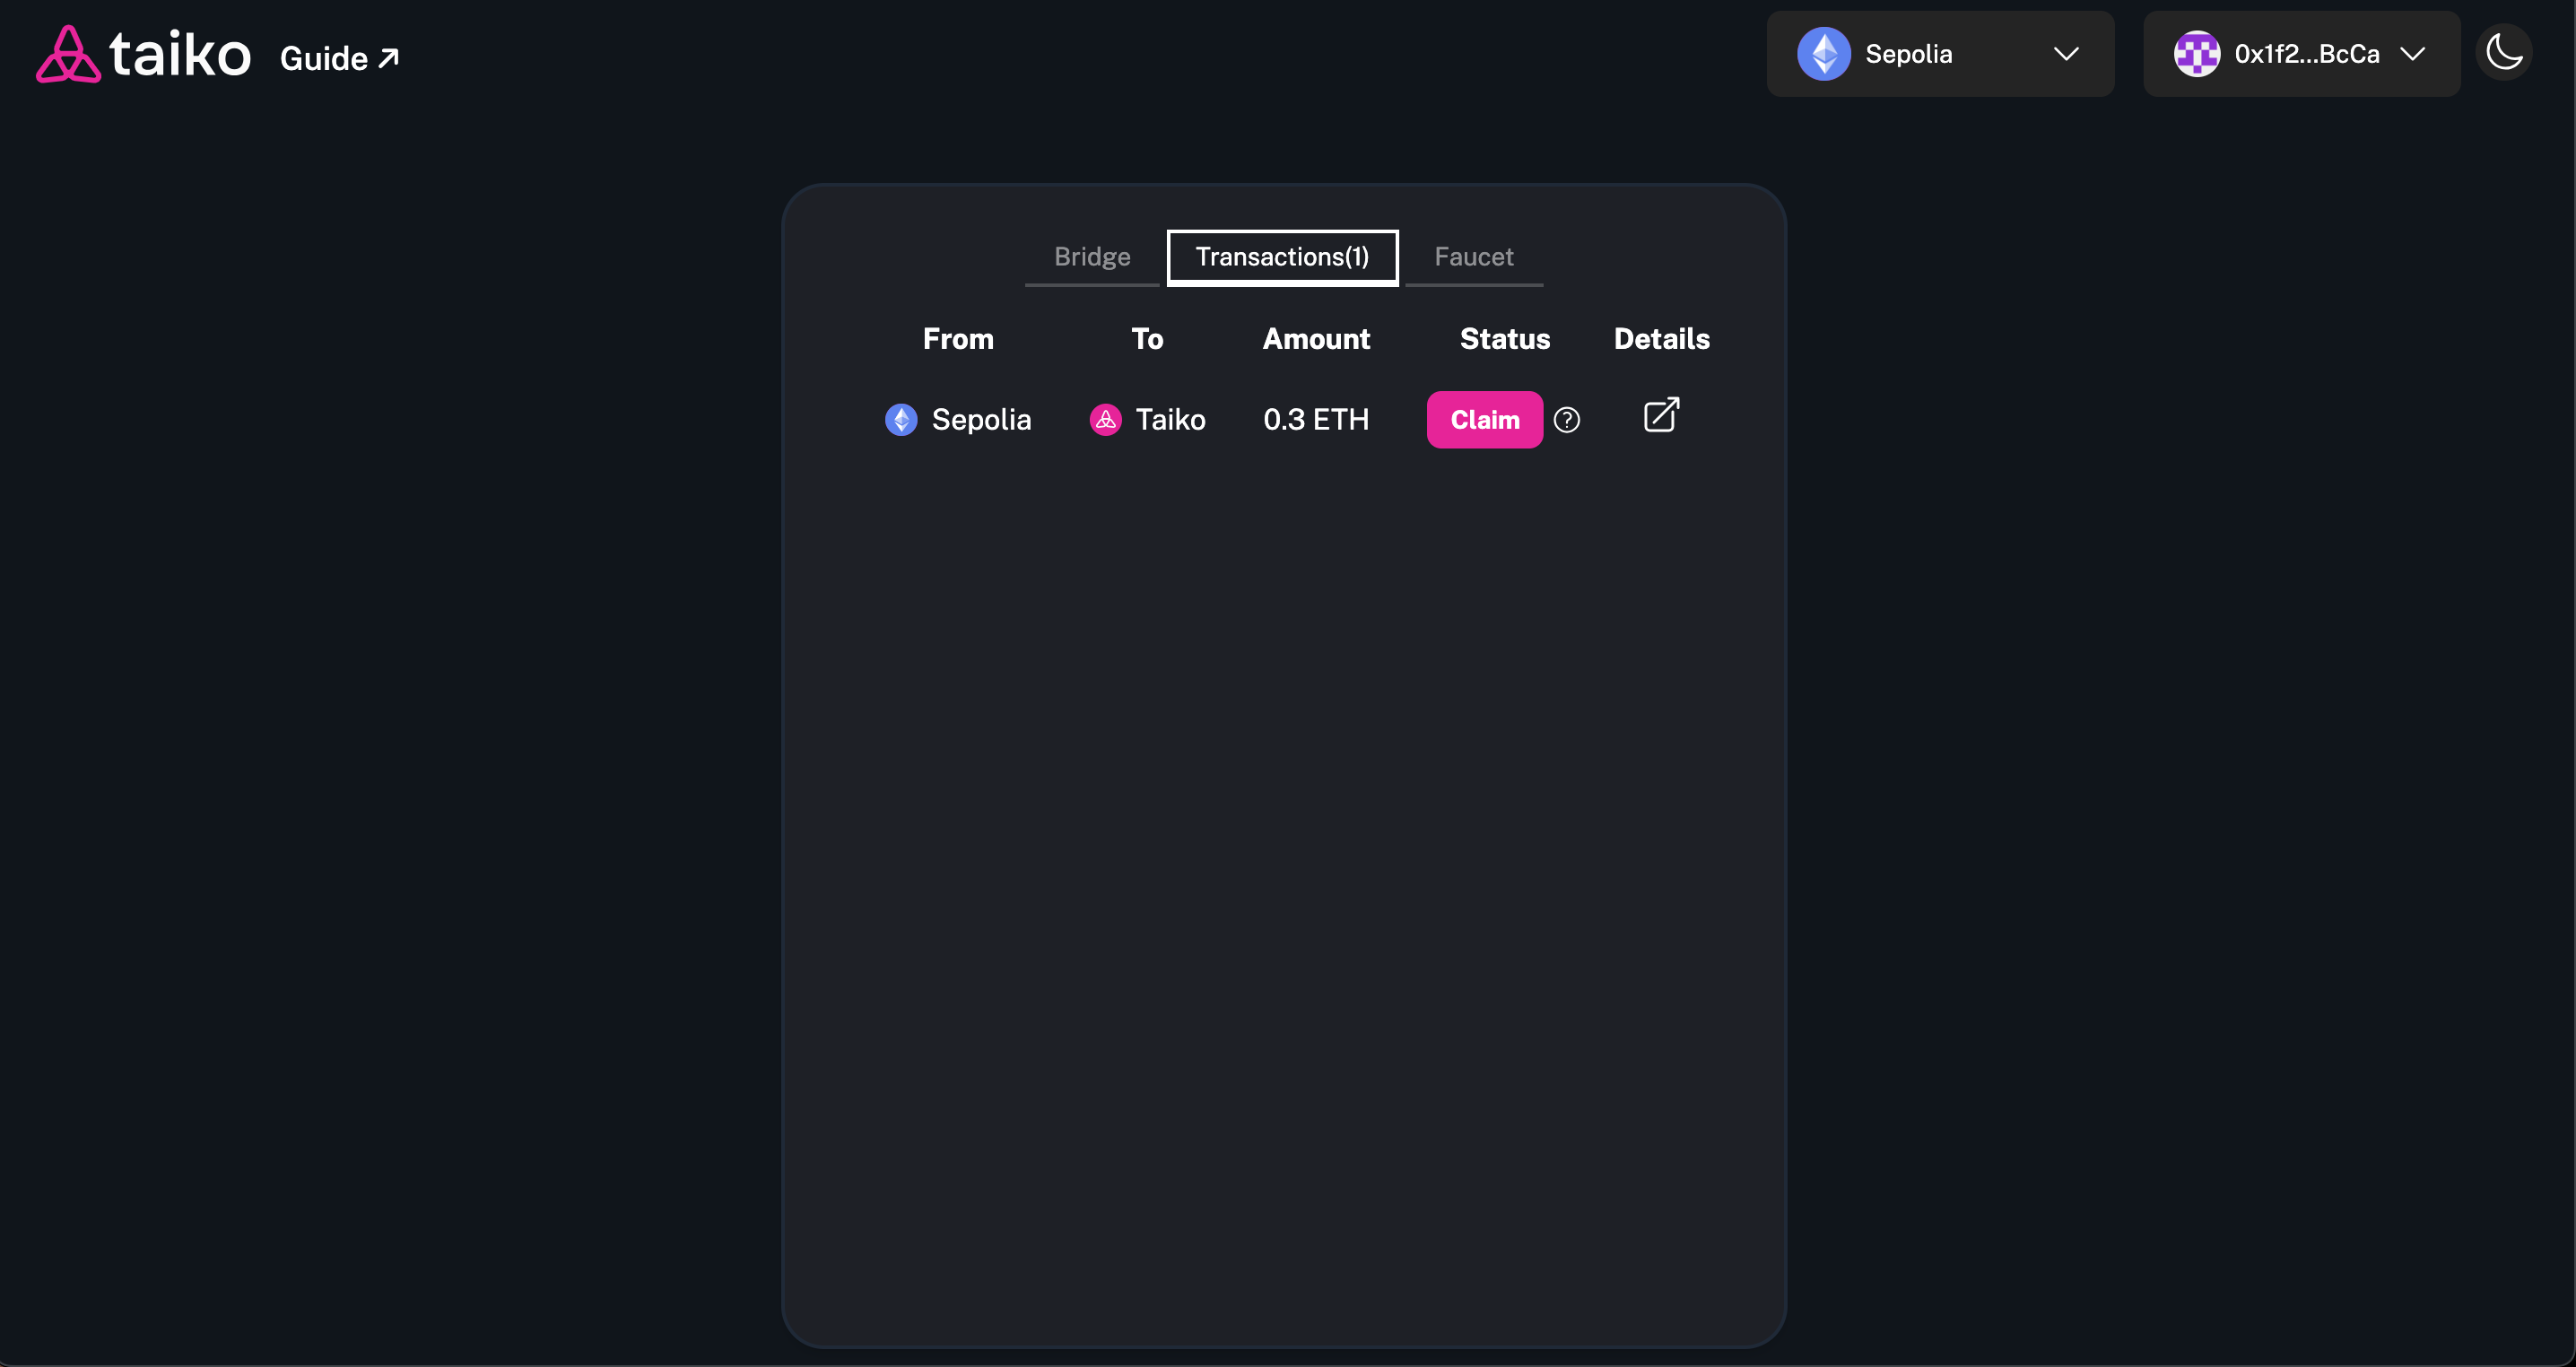 taiko Guide ↗ Sepolia 0x1f2...BcCa
Bridge Transactions(1) Faucet
From To Amount Status Details
Sepolia Taiko 0.3 ETH Claim ?